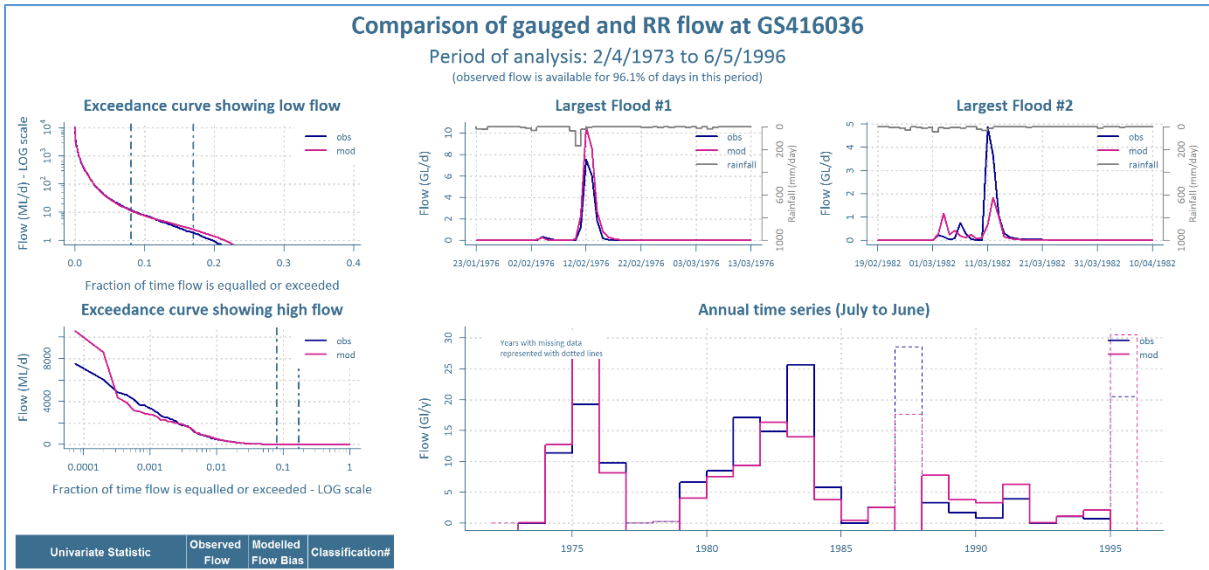 Comparison of gauged and RR flow at GS416036
Period of analysis: 2/4/1973 to 6/5/1996
(observed flow is available for 96.1% of days in this period)
Exceedance curve showing low flow
Flow (ML/d) - LOG scale
10^4
10^3
10^2
10
1
obs
mod
0.0 0.1 0.2 0.3 0.4
Fraction of time flow is equalled or exceeded
Largest Flood #1
Flow (GL/d)
10
8
6
4
2
0
obs
mod
rainfall
0
200
600
1000
Rainfall (mm/day)
23/01/1976 02/02/1976 12/02/1976 22/02/1976 03/03/1976 13/03/1976
Largest Flood #2
Flow (GL/d)
5
4
3
2
1
0
obs
mod
rainfall
0
200
600
1000
Rainfall (mm/day)
19/02/1982 01/03/1982 11/03/1982 21/03/1982 31/03/1982 10/04/1982
Exceedance curve showing high flow
Flow (ML/d)
8000
4000
0
obs
mod
0.0001 0.001 0.01 0.1 1
Fraction of time flow is equalled or exceeded - LOG scale
Annual time series (July to June)
Flow (Gl/y)
30
25
20
15
10
5
0
Years with missing data
represented with dotted lines
obs
mod
1975 1980 1985 1990 1995
Univariate Statistic Observed Flow Modelled Flow Bias Classification#